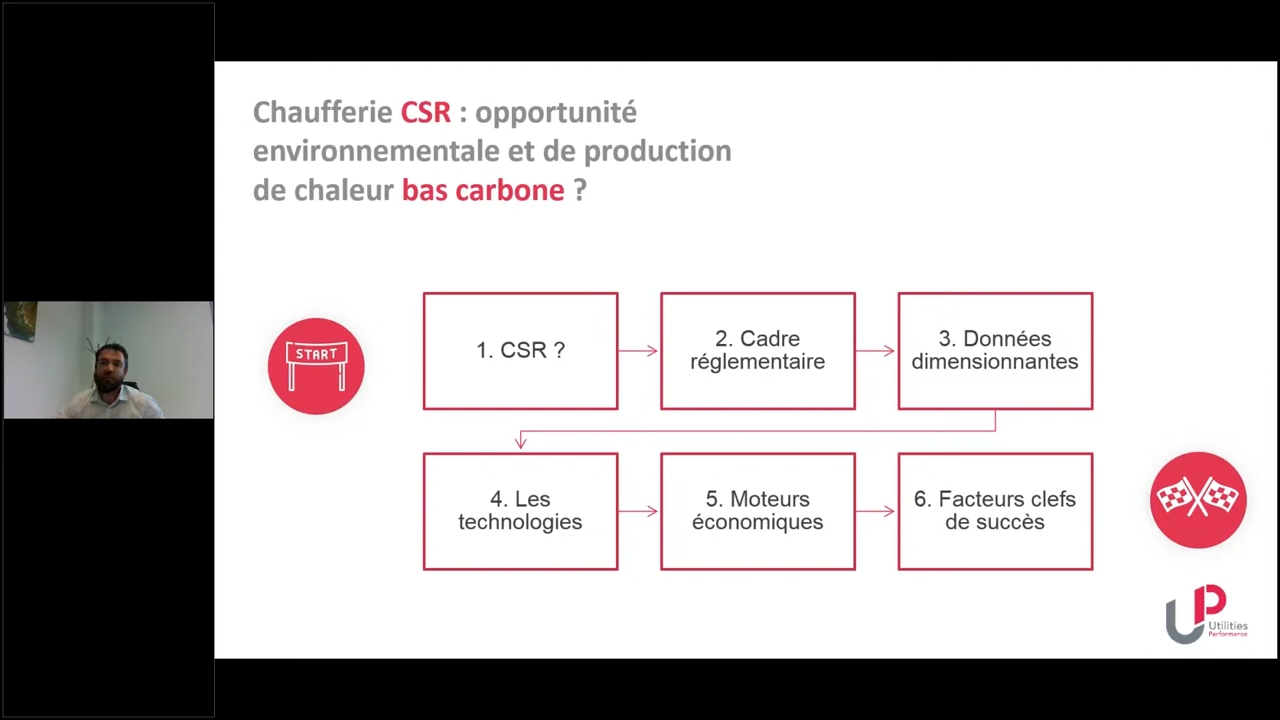 Chaufferie CSR : opportunité
environnementale et de production
de chaleur bas carbone ?
START
1. CSR ?
2. Cadre
réglementaire
3. Données
dimensionnantes
4. Les
technologies
5. Moteurs
économiques
6. Facteurs clefs
de succès
UP
Utilities
Performance